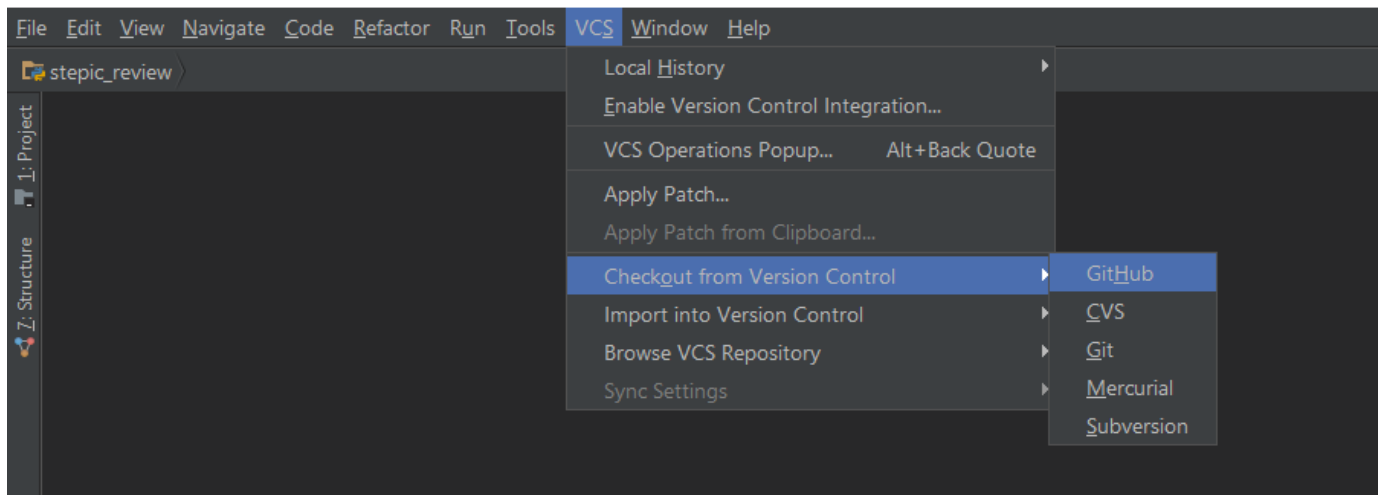 File Edit View Navigate Code Refactor Run Tools VCS Window Help
stepic_review
1: Project
7: Structure
Local History
Enable Version Control Integration...
VCS Operations Popup... Alt+Back Quote
Apply Patch...
Apply Patch from Clipboard...
Checkout from Version Control
Import into Version Control
Browse VCS Repository
Sync Settings
GitHub
CVS
Git
Mercurial
Subversion